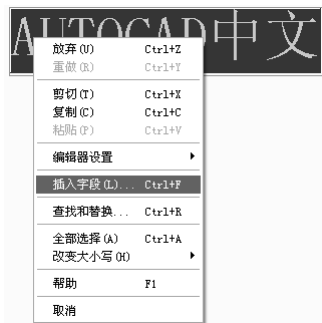 AUTOCAD中文
放弃(U) Ctrl+Z
重做(R) Ctrl+Y
剪切(T) Ctrl+X
复制(C) Ctrl+C
粘贴(P) Ctrl+V
编辑器设置
插入字段(L)... Ctrl+F
查找和替换... Ctrl+R
全部选择(A) Ctrl+A
改变大小写(H)
帮助 F1
取消